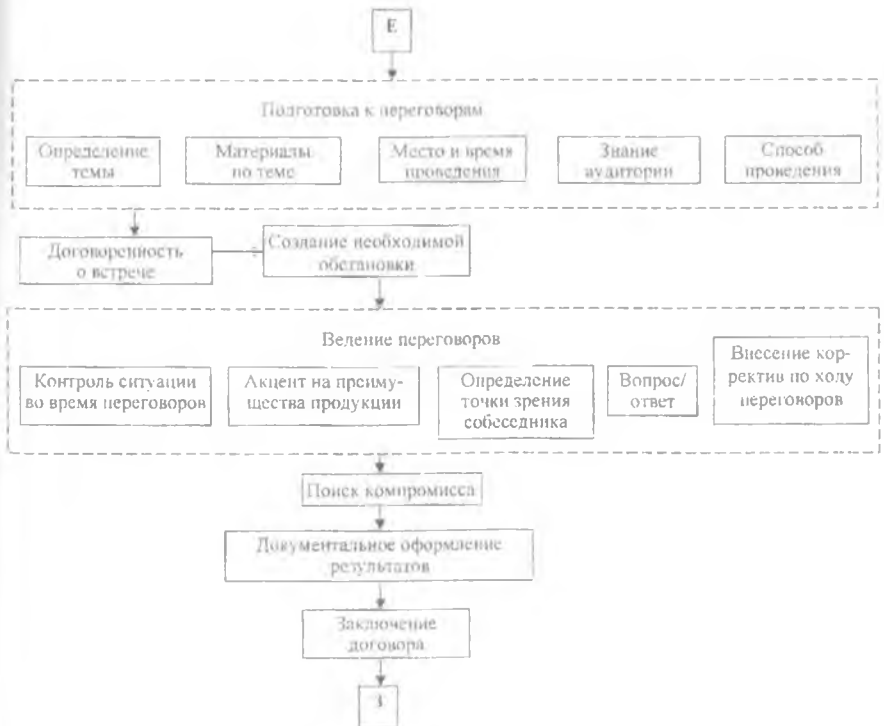 Е
Подготовка к переговорам
Определение
темы
Материалы
по теме
Место и время
проведения
Знание
аудитории
Способ
проведения
Договоренность
о встрече
Создание необходимой
обстановки
Ведение переговоров
Контроль ситуации
во время переговоров
Акцент на преиму-
щества продукции
Определение
точки зрения
собеседника
Вопрос/
ответ
Внесение кор-
ректив по ходу
переговоров
Поиск компромисса
Документальное оформление
результатов
Заключение
договора